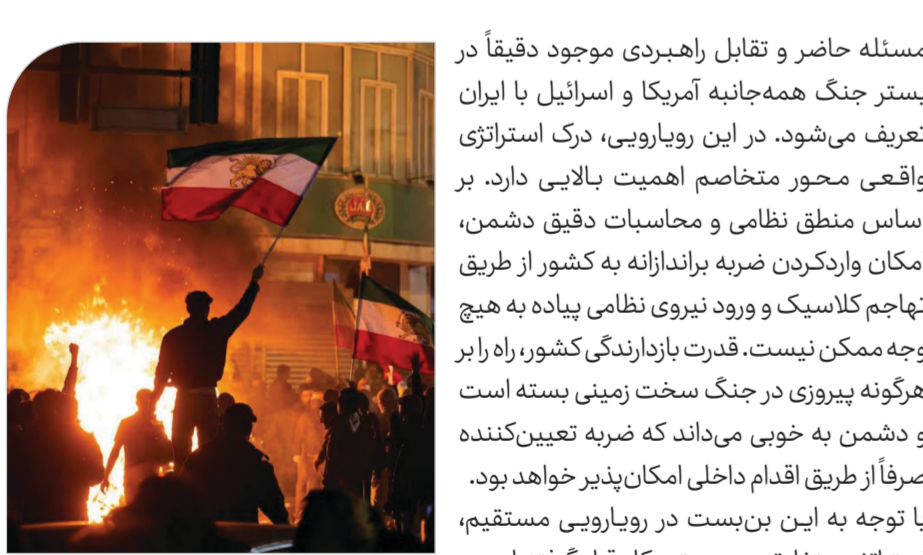 مسئله حاضر و تقابل راهبردی موجود دقیقاً در
بستر جنگ همه‌جانبه آمریکا و اسرائیل با ایران
تعریف می‌شود. در این رویارویی، درک استراتژی
واقعی محور متخاصم اهمیت بالایی دارد. بر
اساس منطق نظامی و محاسبات دقیق دشمن،
امکان واردکردن ضربه براندازانه به کشور از طریق
تهاجم کلاسیک و ورود نیروی نظامی پیاده به هیچ
وجه ممکن نیست. قدرت بازدارندگی کشور، راه را بر
هرگونه پیروزی در جنگ سخت زمینی بسته است
و دشمن به خوبی می‌داند که ضربه تعیین‌کننده
صرفاً از طریق اقدام داخلی امکان‌پذیر خواهد بود.
با توجه به این بن‌بست در رویارویی مستقیم،